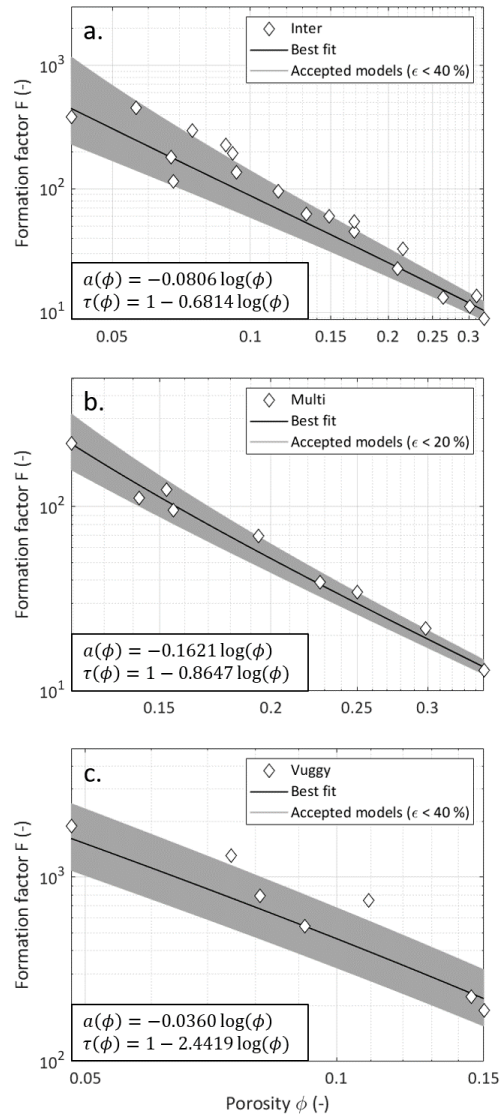 a.
Formation factor F (-)
10³
10²
10¹
Inter
Best fit
Accepted models (ϵ < 40 %)
a(ϕ) = −0.0806 log(ϕ)
τ(ϕ) = 1 − 0.6814 log(ϕ)
0.05 0.1 0.15 0.2 0.25 0.3
b.
Formation factor F (-)
10²
10¹
Multi
Best fit
Accepted models (ϵ < 20 %)
a(ϕ) = −0.1621 log(ϕ)
τ(ϕ) = 1 − 0.8647 log(ϕ)
0.15 0.2 0.25 0.3
c.
Formation factor F (-)
10³
10²
Vuggy
Best fit
Accepted models (ϵ < 40 %)
a(ϕ) = −0.0360 log(ϕ)
τ(ϕ) = 1 − 2.4419 log(ϕ)
0.05 0.1 0.15
Porosity ϕ (-)